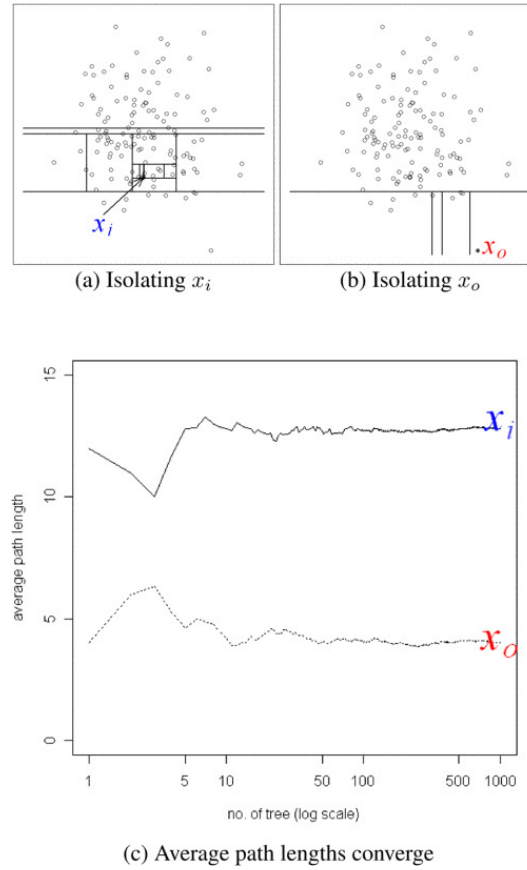 x_i
x_o
(a) Isolating x_i
(b) Isolating x_o
15
10
5
0
average path length
x_i
x_o
1
5
10
50
100
500
1000
no. of tree (log scale)
(c) Average path lengths converge